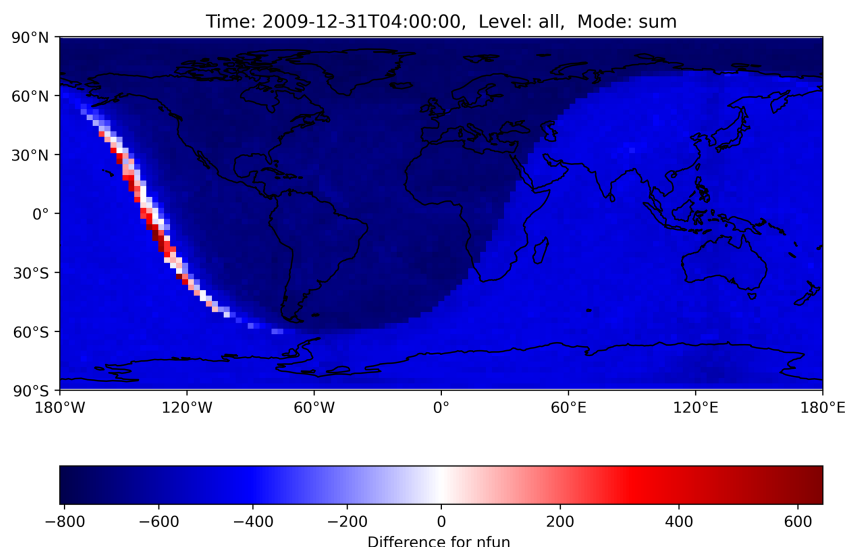 Time: 2009-12-31T04:00:00, Level: all, Mode: sum
90°N
60°N
30°N
0°
30°S
60°S
90°S
180°W 120°W 60°W 0° 60°E 120°E 180°E
−800 −600 −400 −200 0 200 400 600
Difference for nfun